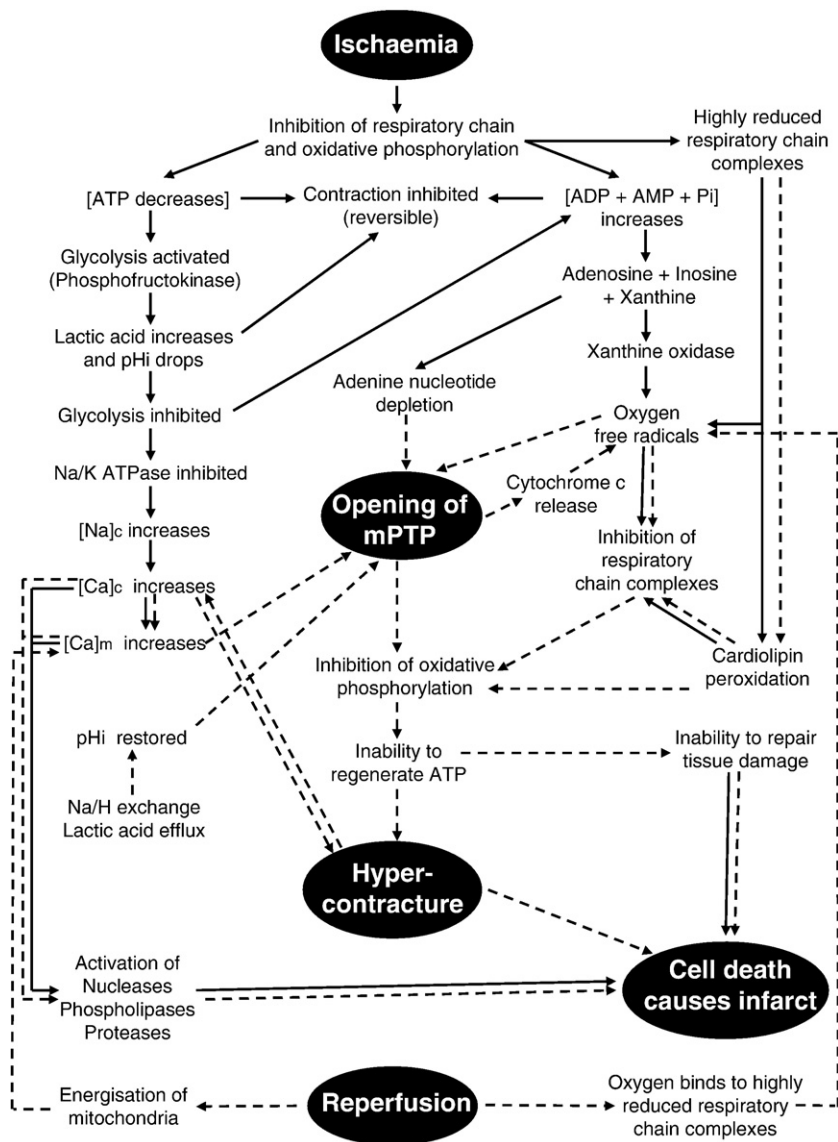 Ischaemia
Inhibition of respiratory chain
and oxidative phosphorylation
Highly reduced
respiratory chain
complexes
[ATP decreases]
Contraction inhibited
(reversible)
[ADP + AMP + Pi]
increases
Glycolysis activated
(Phosphofructokinase)
Adenosine + Inosine
+ Xanthine
Lactic acid increases
and pHi drops
Xanthine oxidase
Adenine nucleotide
depletion
Glycolysis inhibited
Oxygen
free radicals
Na/K ATPase inhibited
Cytochrome c
release
Opening of
mPTP
[Na]c increases
Inhibition of
respiratory
chain complexes
[Ca]c increases
[Ca]m increases
Inhibition of oxidative
phosphorylation
Cardiolipin
peroxidation
pHi restored
Inability to
regenerate ATP
Inability to repair
tissue damage
Na/H exchange
Lactic acid efflux
Hyper-
contracture
Activation of
Nucleases
Phospholipases
Proteases
Cell death
causes infarct
Energisation of
mitochondria
Reperfusion
Oxygen binds to highly
reduced respiratory
chain complexes